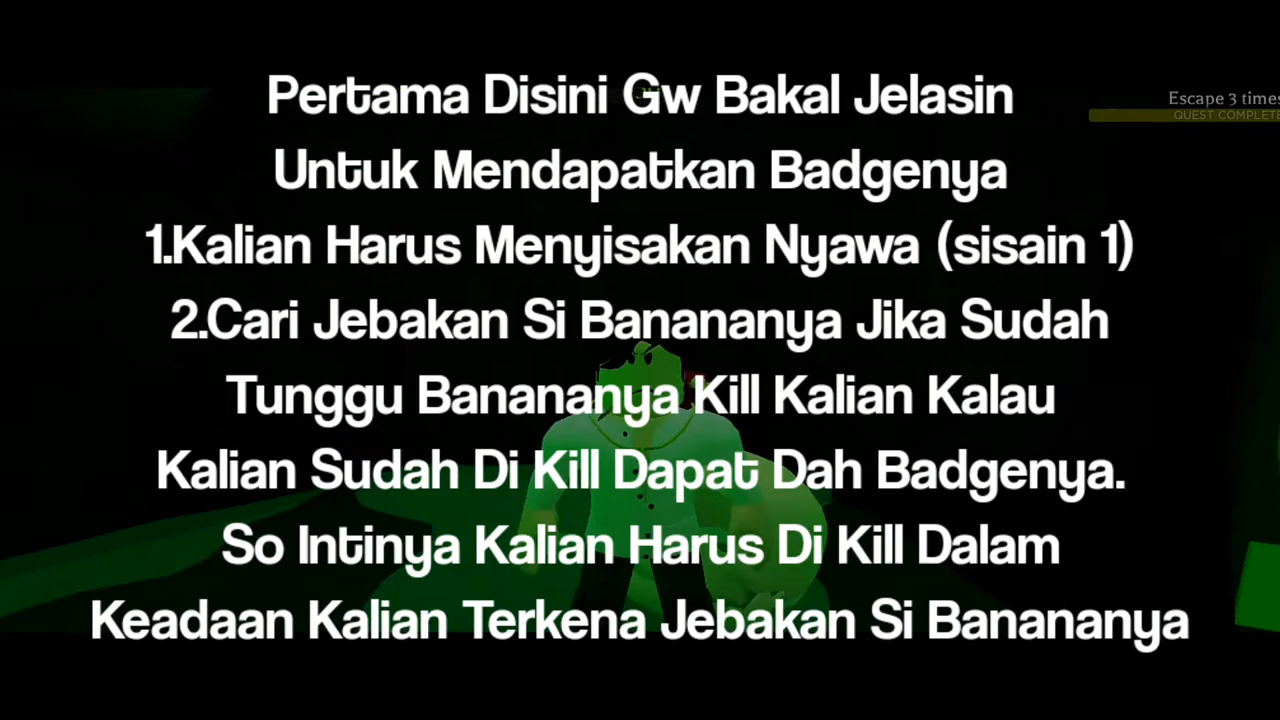 Pertama Disini Gw Bakal Jelasin
Untuk Mendapatkan Badgenya
1.Kalian Harus Menyisakan Nyawa (sisain 1)
2.Cari Jebakan Si Banananya Jika Sudah
Tunggu Banananya Kill Kalian Kalau
Kalian Sudah Di Kill Dapat Dah Badgenya.
So Intinya Kalian Harus Di Kill Dalam
Keadaan Kalian Terkena Jebakan Si Banananya
Escape 3 times
QUEST COMPLETE